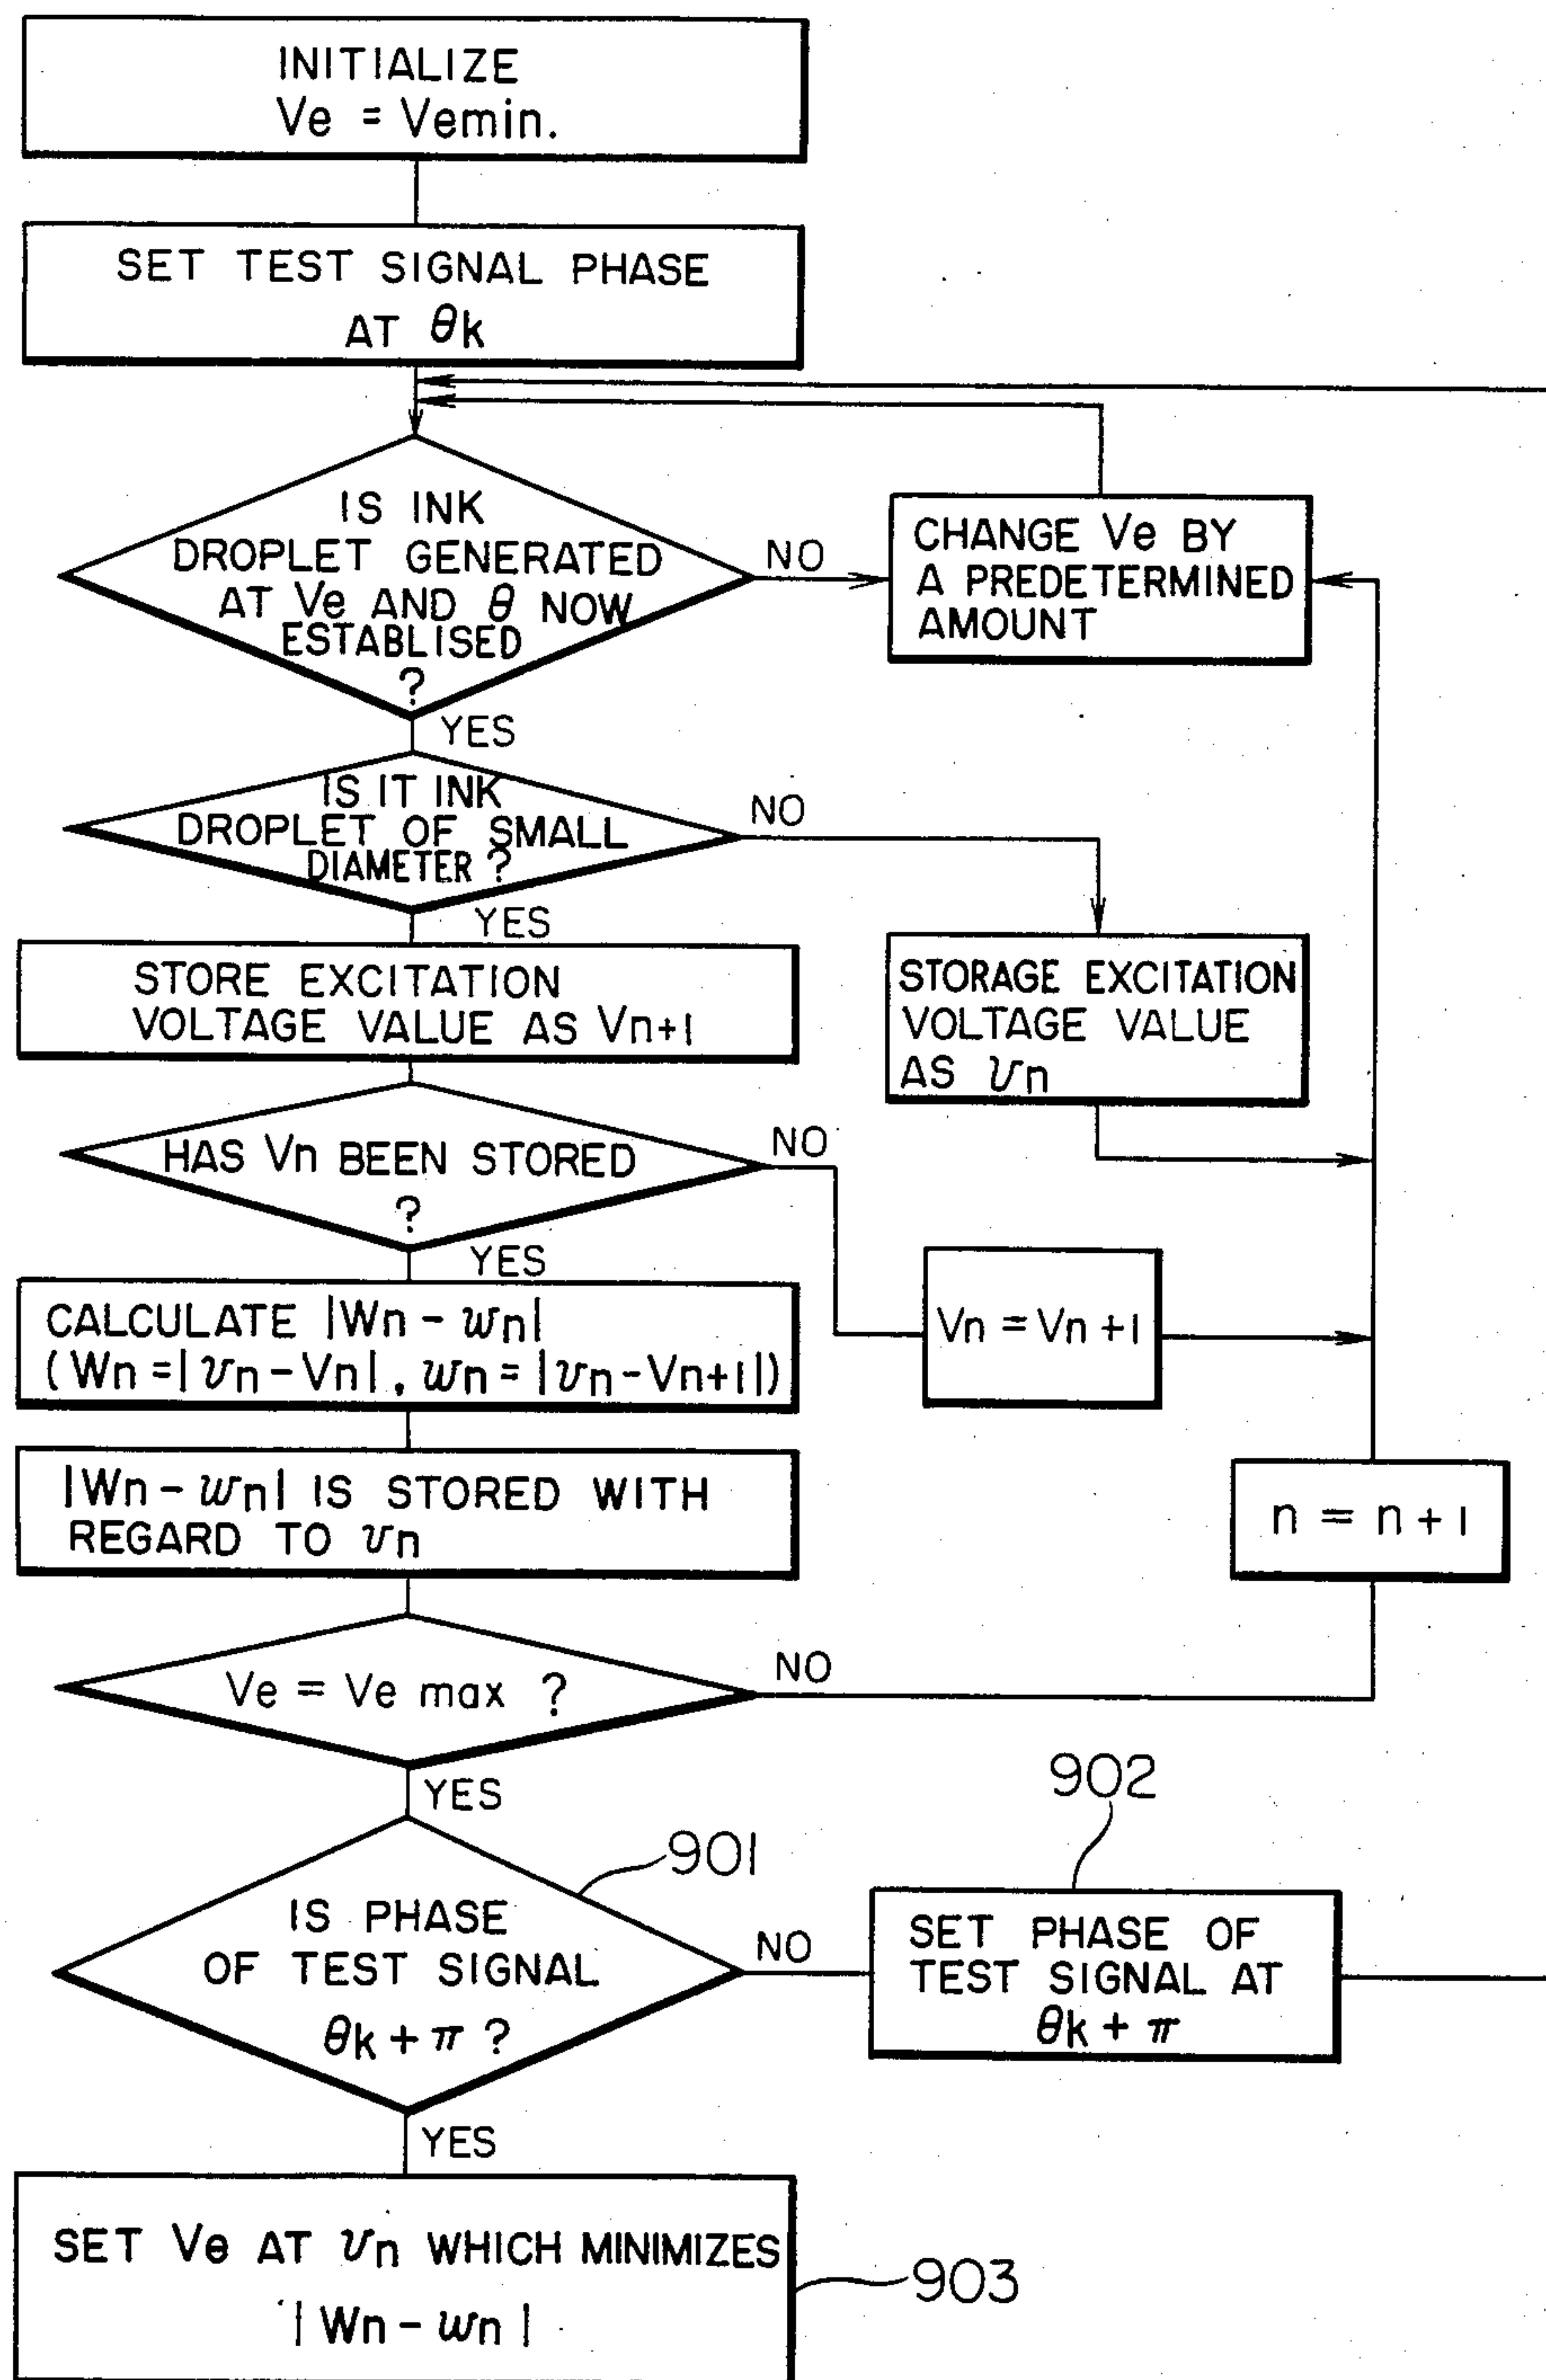 INITIALIZE
Ve = Vemin.
SET TEST SIGNAL PHASE
AT θk
IS INK
DROPLET GENERATED
AT Ve AND θ NOW
ESTABLISED
?
NO
CHANGE Ve BY
A PREDETERMINED
AMOUNT
YES
IS IT INK
DROPLET OF SMALL
DIAMETER ?
NO
YES
STORE EXCITATION
VOLTAGE VALUE AS Vn+1
STORAGE EXCITATION
VOLTAGE VALUE
AS vn
HAS Vn BEEN STORED
?
NO
YES
Vn = Vn+1
CALCULATE |Wn - wn|
(Wn =| vn - Vn| , wn = |vn - Vn+1|)
|Wn - wn| IS STORED WITH
REGARD TO vn
n = n + 1
Ve = Ve max ?
NO
YES
901
902
IS PHASE
OF TEST SIGNAL
θk + π ?
NO
SET PHASE OF
TEST SIGNAL AT
θk + π
YES
SET Ve AT vn WHICH MINIMIZES
| Wn - wn |
903